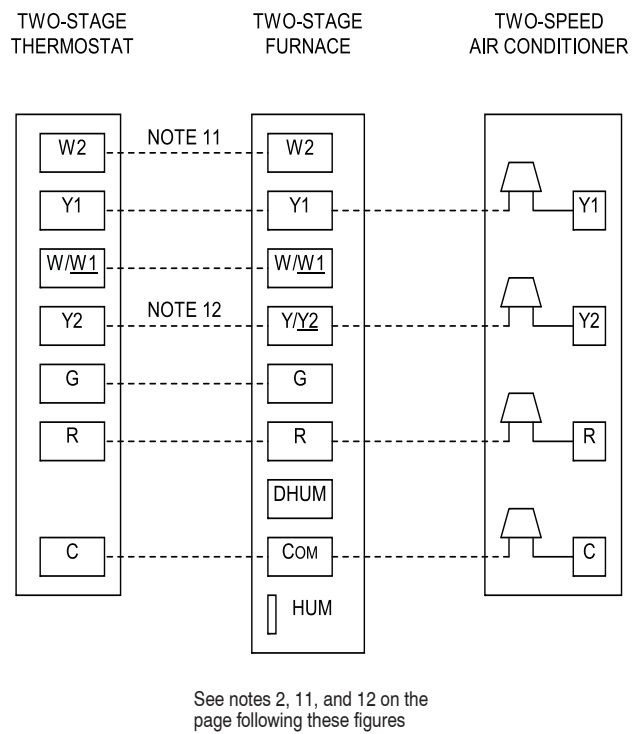 TWO-STAGE THERMOSTAT
TWO-STAGE FURNACE
TWO-SPEED AIR CONDITIONER
W2 NOTE 11 W2
Y1 Y1 Y1
W/W1 W/W1
Y2 NOTE 12 Y/Y2 Y2
G G
R R R
DHUM
C COM C
HUM
See notes 2, 11, and 12 on the
page following these figures